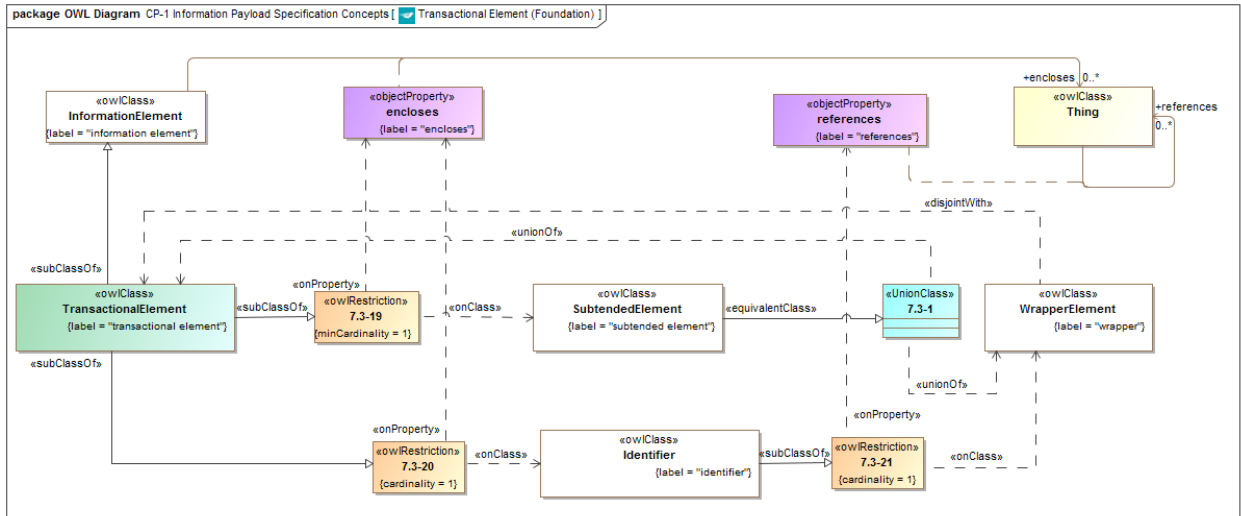 package OWL Diagram CP-1 Information Payload Specification Concepts [ Transactional Element (Foundation) ]
«owlClass»
InformationElement
{label = "information element"}
«objectProperty»
encloses
{label = "encloses"}
«objectProperty»
references
{label = "references"}
+encloses 0..*
«owlClass»
Thing
+references
0..*
«disjointWith»
«unionOf»
«subClassOf»
«owlClass»
TransactionalElement
{label = "transactional element"}
«subClassOf»
«onProperty»
«owlRestriction»
7.3-19
{minCardinality = 1}
«onClass»
«owlClass»
SubtendedElement
{label = "subtended element"}
«equivalentClass»
«UnionClass»
7.3-1
«owlClass»
WrapperElement
{label = "wrapper"}
«subClassOf»
«unionOf»
«onProperty»
«owlRestriction»
7.3-20
{cardinality = 1}
«onClass»
«owlClass»
Identifier
{label = "identifier"}
«subClassOf»
«onProperty»
«owlRestriction»
7.3-21
{cardinality = 1}
«onClass»